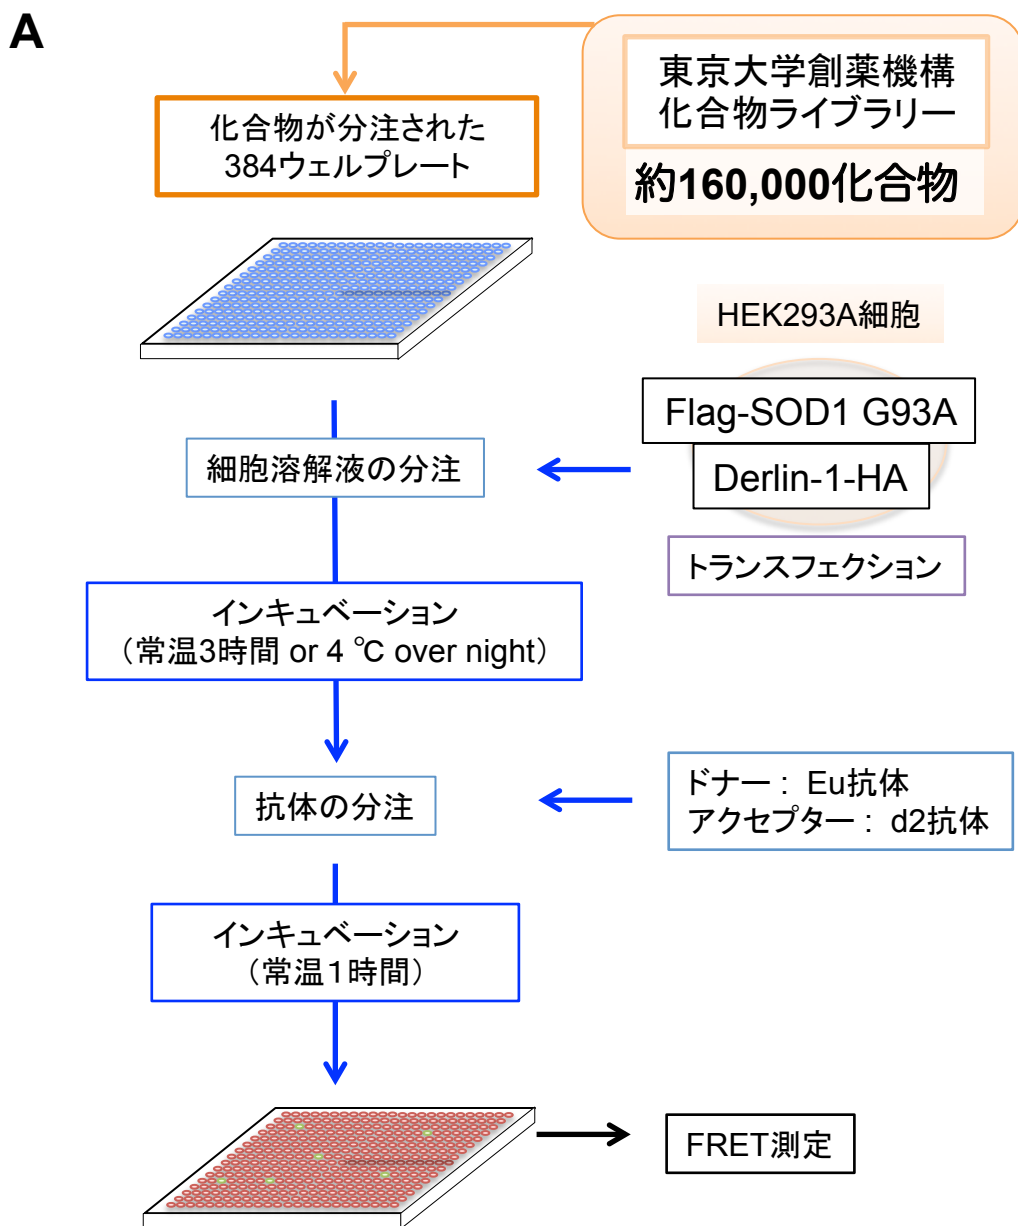 A
東京大学創薬機構
化合物ライブラリー
約160,000化合物
化合物が分注された
384ウェルプレート
HEK293A細胞
Flag-SOD1 G93A
Derlin-1-HA
トランスフェクション
細胞溶解液の分注
インキュベーション
（常温3時間 or 4 ℃ over night）
抗体の分注
ドナー： Eu抗体
アクセプター： d2抗体
インキュベーション
（常温１時間）
FRET測定